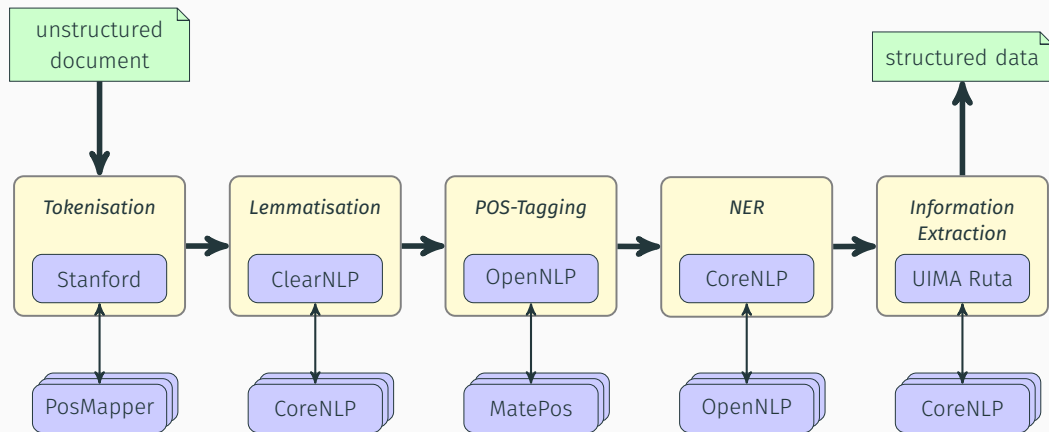 unstructured
document
structured data
Tokenisation
Lemmatisation
POS-Tagging
NER
Information
Extraction
Stanford
ClearNLP
OpenNLP
CoreNLP
UIMA Ruta
PosMapper
CoreNLP
MatePos
OpenNLP
CoreNLP